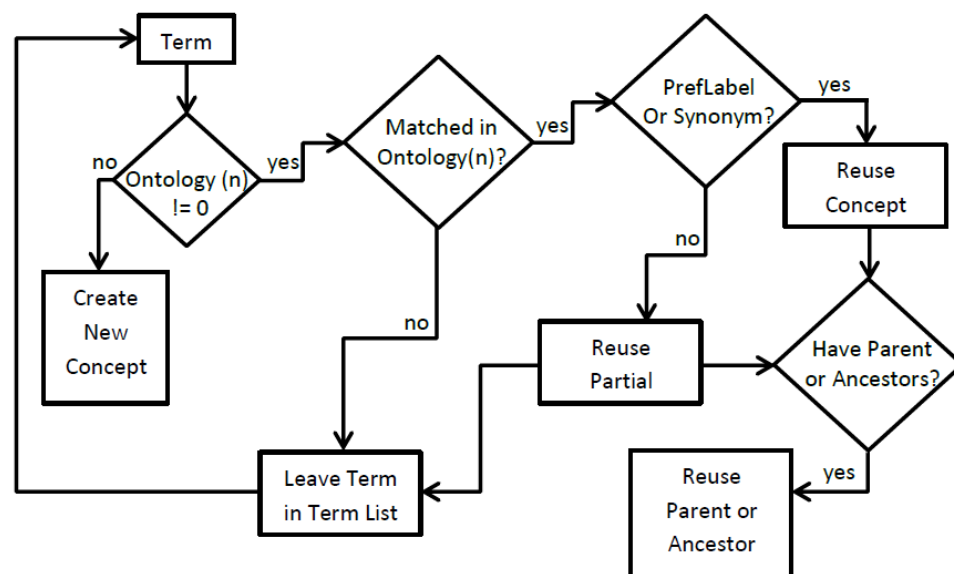 Term
no
Ontology (n)
!= 0
yes
Create
New
Concept
Matched in
Ontology(n)?
yes
no
PrefLabel
Or Synonym?
yes
no
Reuse
Concept
Reuse
Partial
Have Parent
or Ancestors?
yes
Leave Term
in Term List
Reuse
Parent or
Ancestor